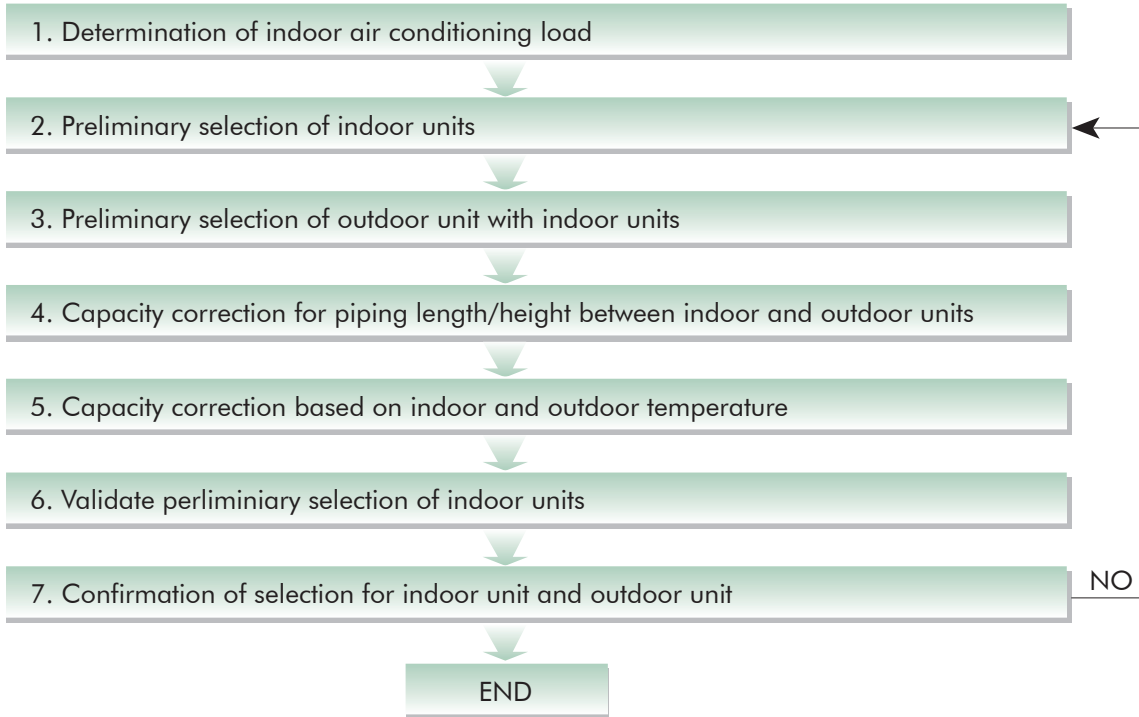 1. Determination of indoor air conditioning load
2. Preliminary selection of indoor units
3. Preliminary selection of outdoor unit with indoor units
4. Capacity correction for piping length/height between indoor and outdoor units
5. Capacity correction based on indoor and outdoor temperature
6. Validate perliminiary selection of indoor units
7. Confirmation of selection for indoor unit and outdoor unit
NO
END